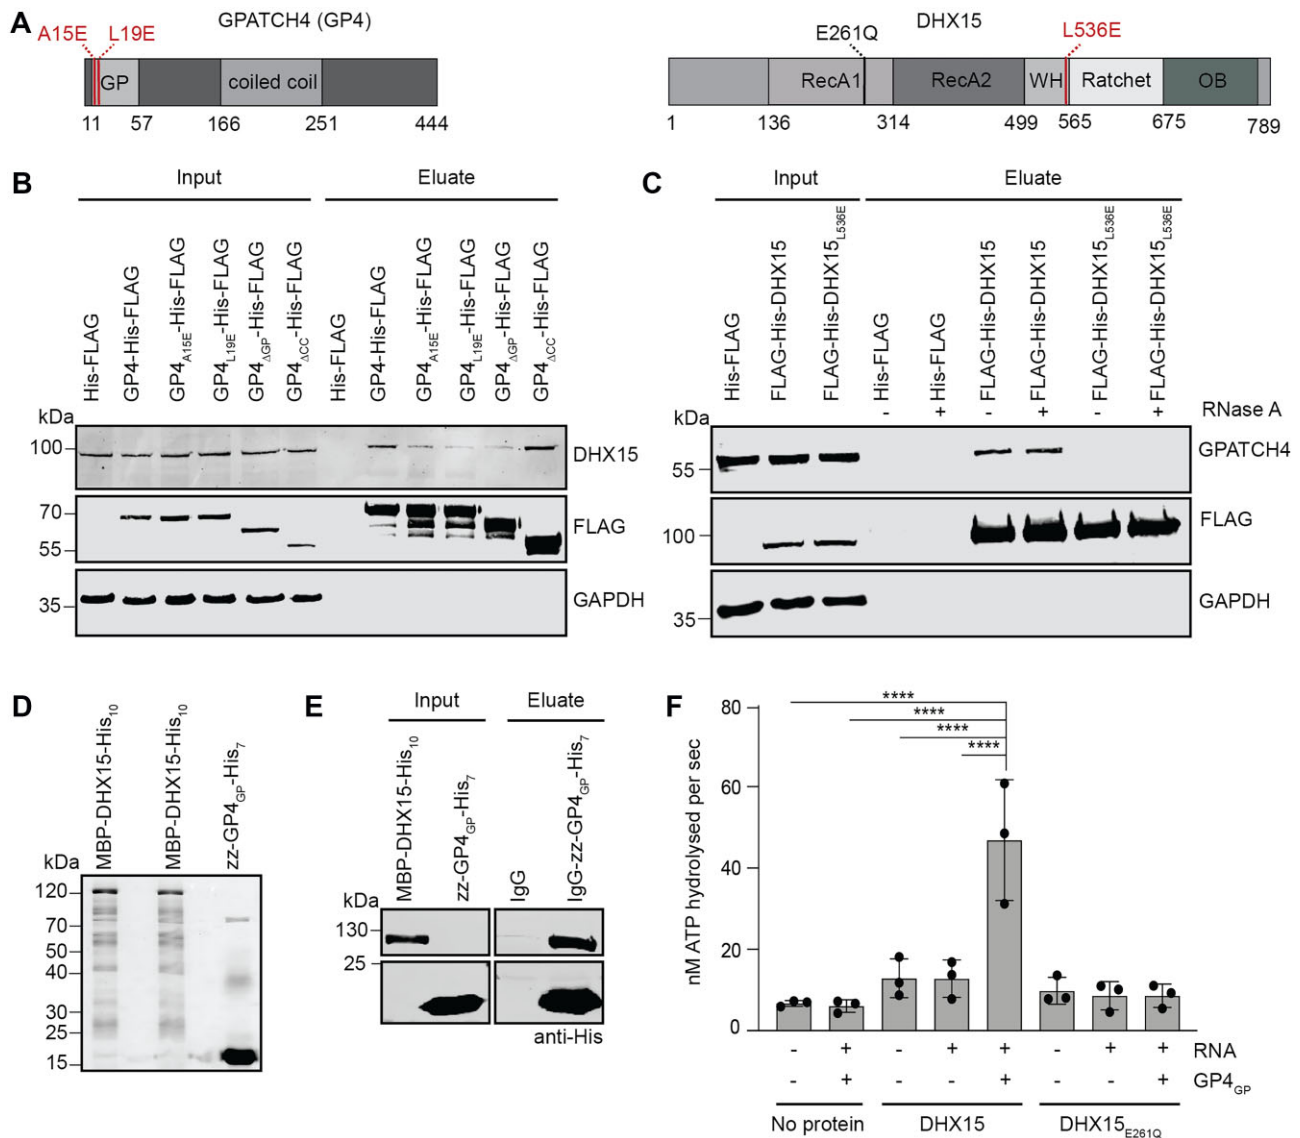 A
GPATCH4 (GP4)
A15E
L19E
GP
coiled coil
11
57
166
251
444
DHX15
E261Q
L536E
RecA1
RecA2
WH
Ratchet
OB
1
136
314
499
565
675
789
B
Input
Eluate
His-FLAG
GP4-His-FLAG
GP4A15E-His-FLAG
GP4L19E-His-FLAG
GP4ΔGP-His-FLAG
GP4ΔCC-His-FLAG
His-FLAG
GP4-His-FLAG
GP4A15E-His-FLAG
GP4L19E-His-FLAG
GP4ΔGP-His-FLAG
GP4ΔCC-His-FLAG
kDa
100
DHX15
70
55
FLAG
35
GAPDH
C
Input
Eluate
His-FLAG
FLAG-His-DHX15
FLAG-His-DHX15L536E
His-FLAG
His-FLAG
FLAG-His-DHX15
FLAG-His-DHX15
FLAG-His-DHX15L536E
FLAG-His-DHX15L536E
- + - + - + RNase A
kDa
55
GPATCH4
100
FLAG
35
GAPDH
D
MBP-DHX15-His10
MBP-DHX15-His10
zz-GP4GP-His7
kDa
120
70
50
40
30
25
15
E
Input
Eluate
MBP-DHX15-His10
zz-GP4GP-His7
IgG
IgG-zz-GP4GP-His7
kDa
130
25
anti-His
F
nM ATP hydrolysed per sec
80
60
40
20
0
****
****
****
****
- + - + + - + + RNA
- + - - + - - + GP4GP
No protein
DHX15
DHX15E261Q